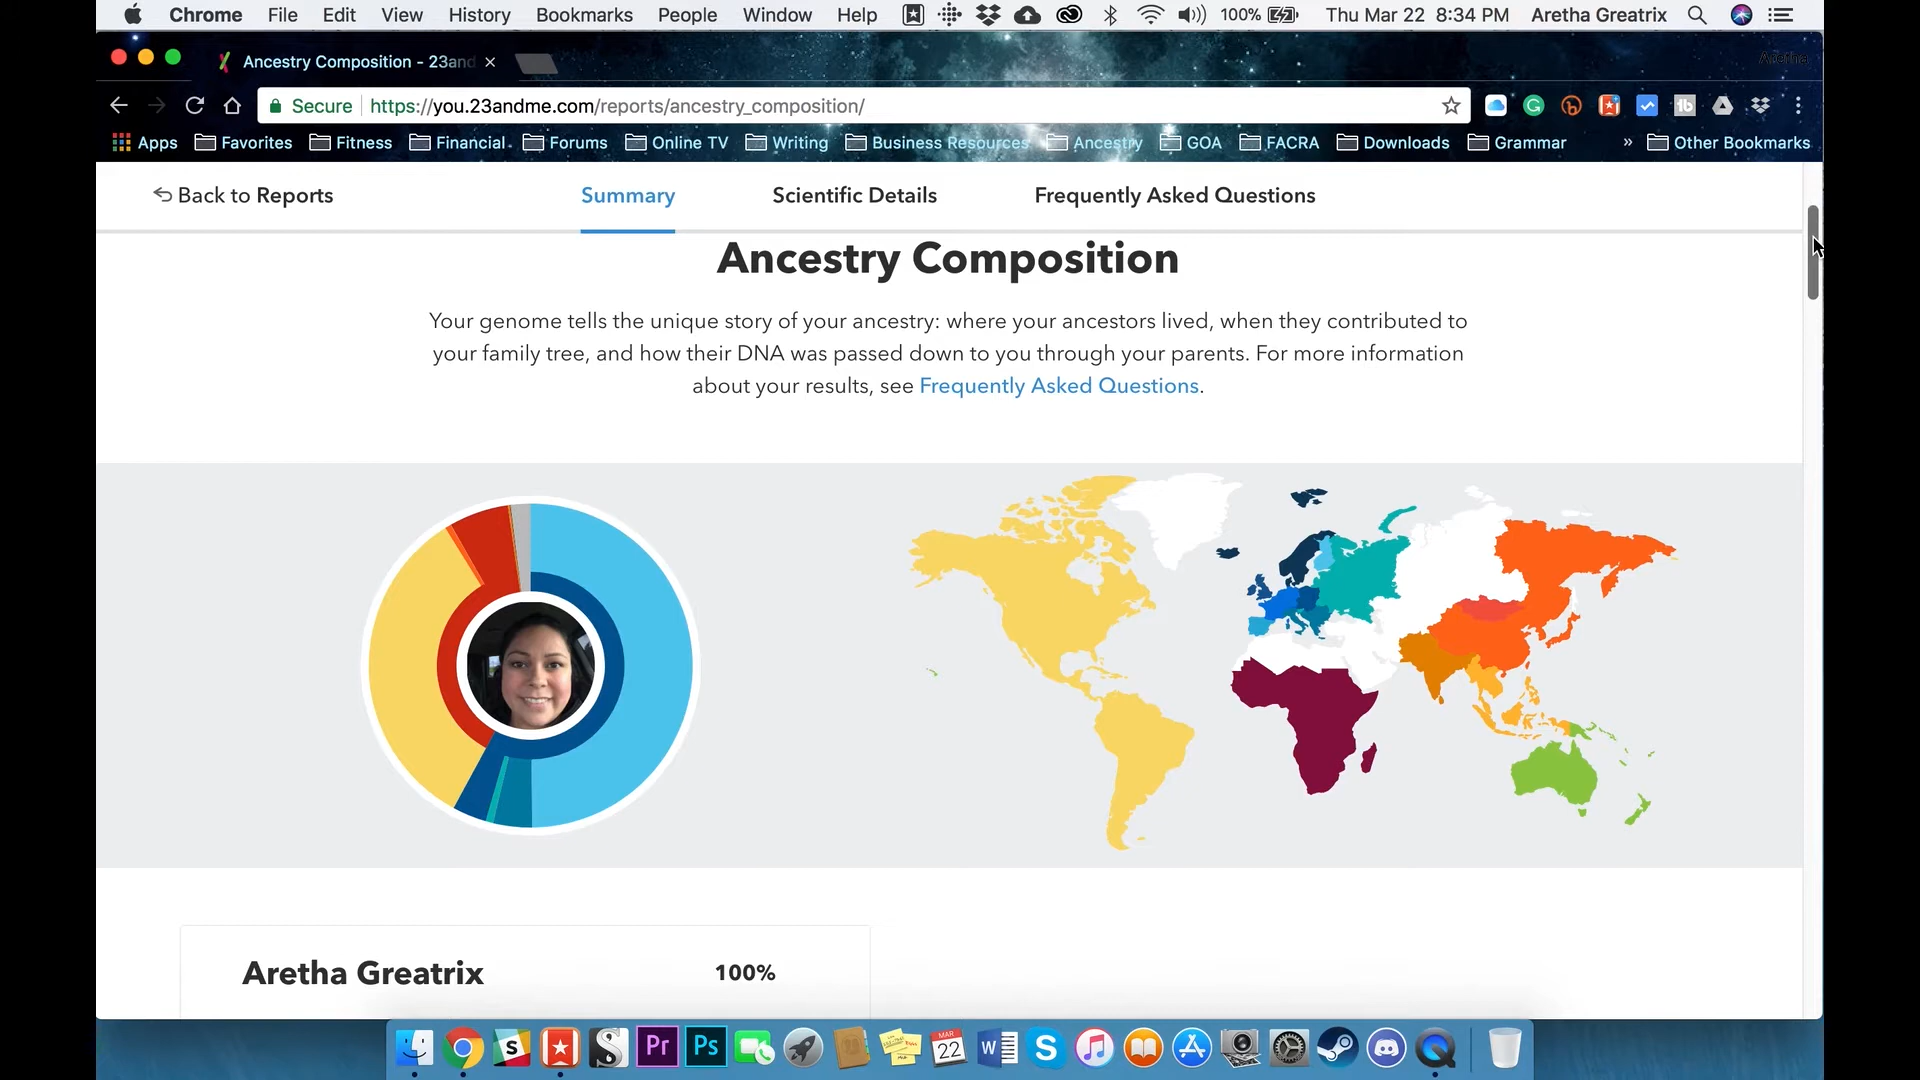 Chrome File Edit View History Bookmarks People Window Help 100% Thu Mar 22 8:34 PM Aretha Greatrix
Ancestry Composition - 23and
Aretha
Secure https://you.23andme.com/reports/ancestry_composition/
Apps Favorites Fitness Financial Forums Online TV Writing Business Resources Ancestry GOA FACRA Downloads Grammar » Other Bookmarks
Back to Reports Summary Scientific Details Frequently Asked Questions
Ancestry Composition
Your genome tells the unique story of your ancestry: where your ancestors lived, when they contributed to
your family tree, and how their DNA was passed down to you through your parents. For more information
about your results, see Frequently Asked Questions.
Aretha Greatrix 100%
S S Pr Ps MAR 22 W S